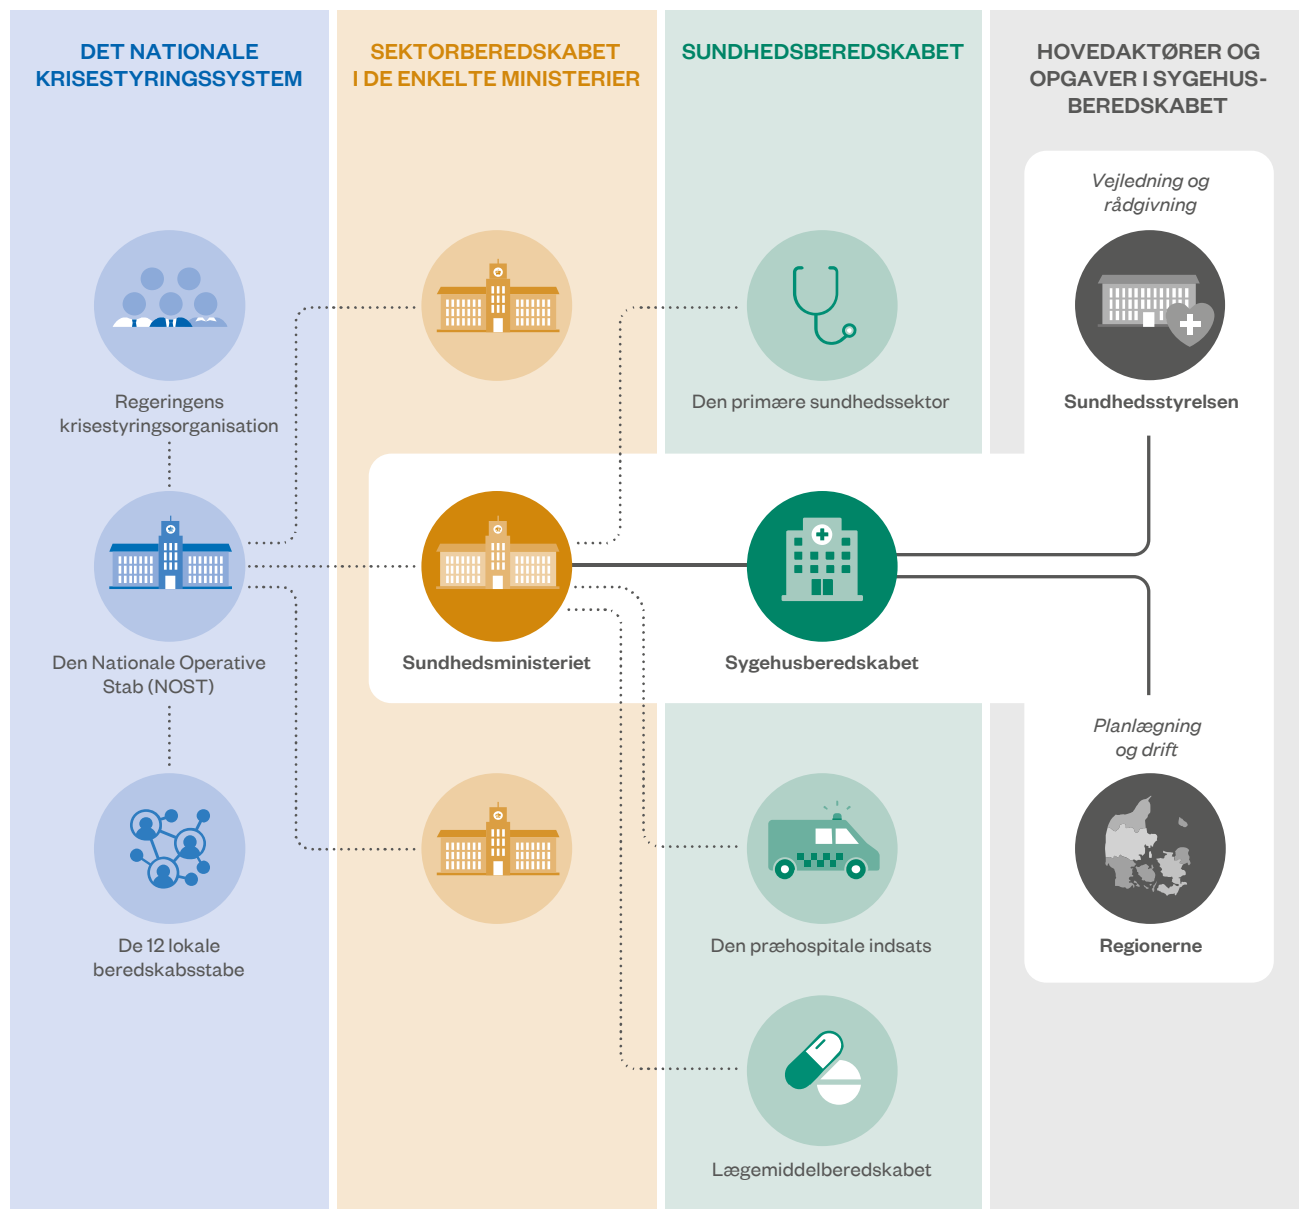 DET NATIONALE
KRISESTYRINGSSYSTEM
SEKTORBEREDSKABET
I DE ENKELTE MINISTERIER
SUNDHEDSBEREDSKABET
HOVEDAKTØRER OG
OPGAVER I SYGEHUS-
BEREDSKABET
Vejledning og
rådgivning
Regeringens
krisestyringsorganisation
Den primære sundhedssektor
Sundhedsstyrelsen
Den Nationale Operative
Stab (NOST)
Sundhedsministeriet
Sygehusberedskabet
Planlægning
og drift
De 12 lokale
beredskabsstabe
Den præhospitale indsats
Regionerne
Lægemiddelberedskabet